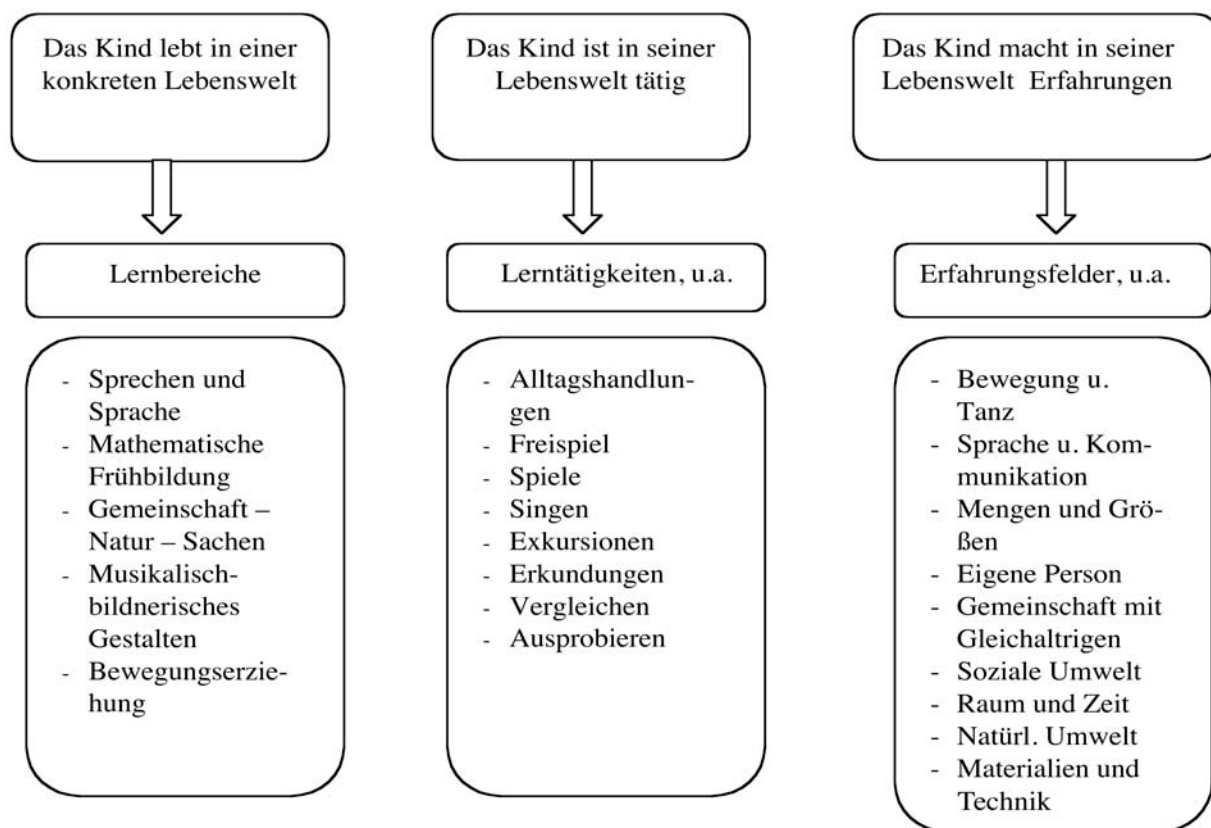 Das Kind lebt in einer
konkreten Lebenswelt
Lernbereiche
- Sprechen und
Sprache
- Mathematische
Frühbildung
- Gemeinschaft –
Natur – Sachen
- Musikalisch-
bildnerisches
Gestalten
- Bewegungserzie-
hung
Das Kind ist in seiner
Lebenswelt tätig
Lerntätigkeiten, u.a.
- Alltagshandlun-
gen
- Freispiel
- Spiele
- Singen
- Exkursionen
- Erkundungen
- Vergleichen
- Ausprobieren
Das Kind macht in seiner
Lebenswelt Erfahrungen
Erfahrungsfelder, u.a.
- Bewegung u.
Tanz
- Sprache u. Kom-
munikation
- Mengen und Grö-
ßen
- Eigene Person
- Gemeinschaft mit
Gleichaltrigen
- Soziale Umwelt
- Raum und Zeit
- Natürl. Umwelt
- Materialien und
Technik